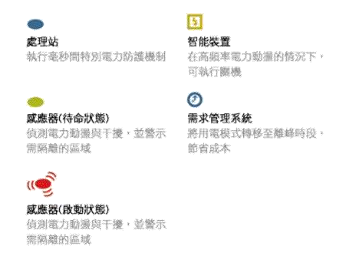 處理站
執行毫秒間特別電力防護機制
感應器(待命狀態)
偵測電力動盪與干擾，並警示
需隔離的區域
感應器(啟動狀態)
偵測電力動盪與干擾，並警示
需隔離的區域
智能裝置
在高頻率電力動盪的情況下，
可執行關機
需求管理系統
將用電模式轉移至離峰時段，
節省成本